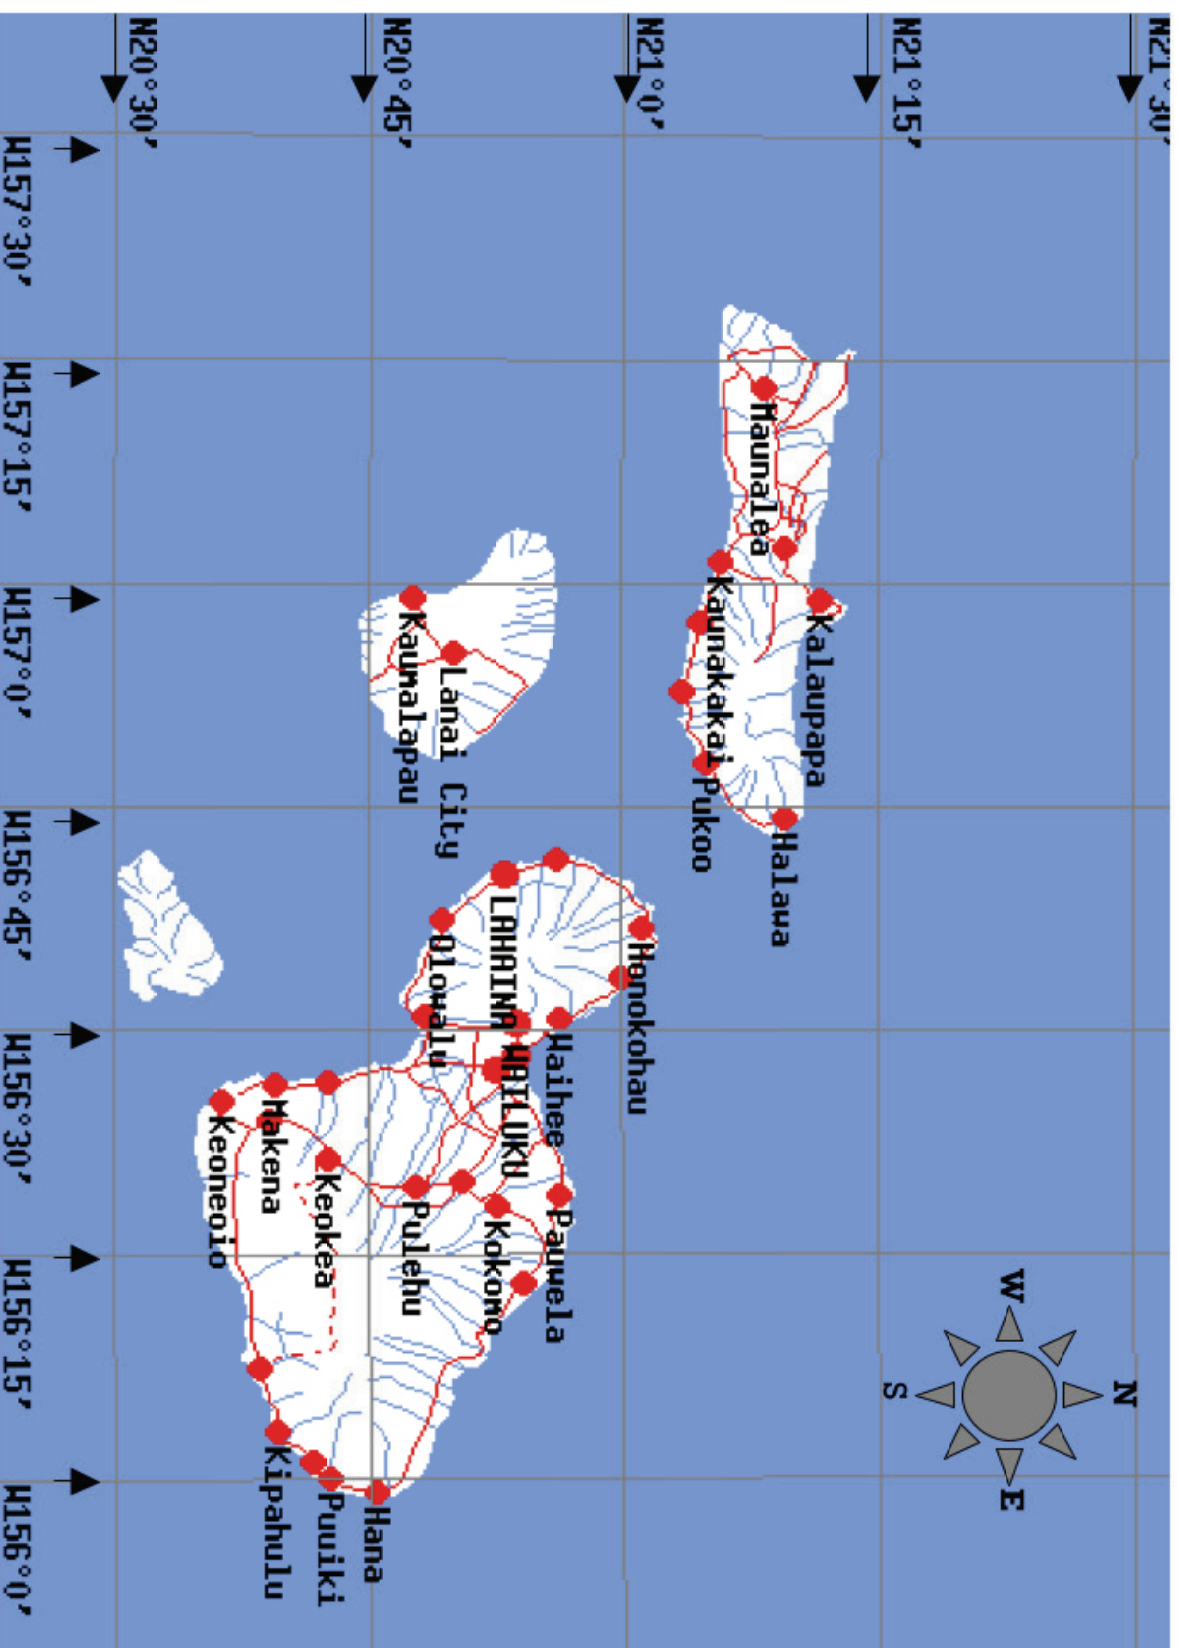 N21°30'
N
W
E
N21°15'
S
Kalaupapa
Halawa
Maunalea
Kaunakakai
Pukoo
N21°0'
Honokohau
Waihee
Pauwela
LAHAINA
WAILUKU
Kokomo
Lanai City
Olowalu
Pulehu
Kaumalapau
N20°45'
Hana
Keokea
Puuiki
Makena
Kipahulu
Keoneoio
N20°30'
W157°30'
W157°15'
W157°0'
W156°45'
W156°30'
W156°15'
W156°0'